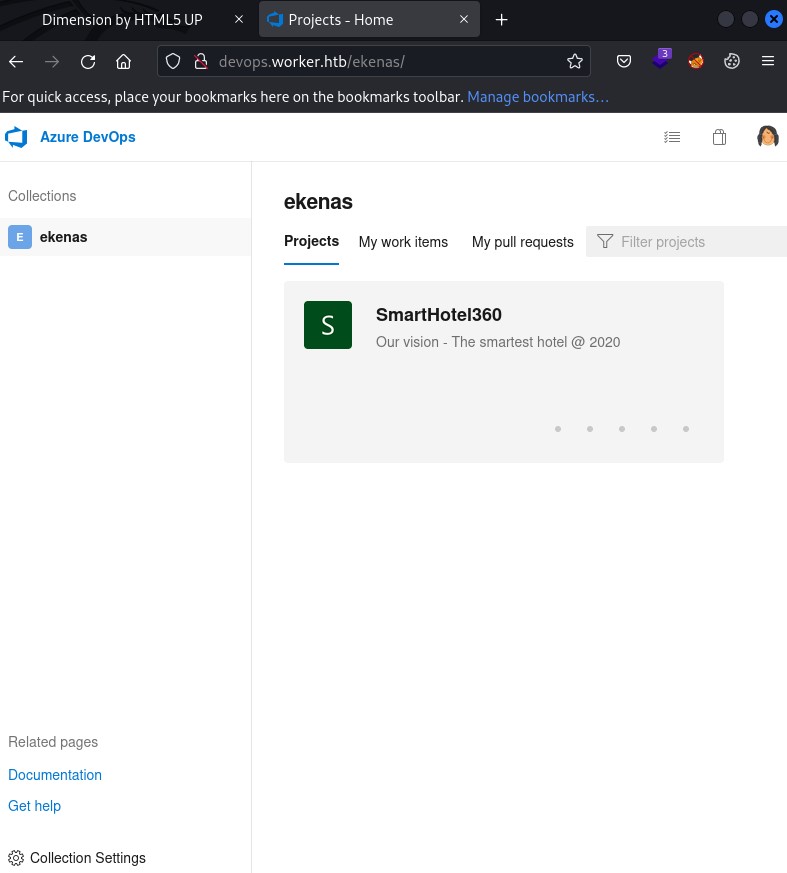 Dimension by HTML5 UP
Projects - Home
devops.worker.htb/ekenas/
3
For quick access, place your bookmarks here on the bookmarks toolbar. Manage bookmarks…
Azure DevOps
Collections
E ekenas
ekenas
Projects My work items My pull requests Filter projects
S SmartHotel360
Our vision - The smartest hotel @ 2020
Related pages
Documentation
Get help
Collection Settings